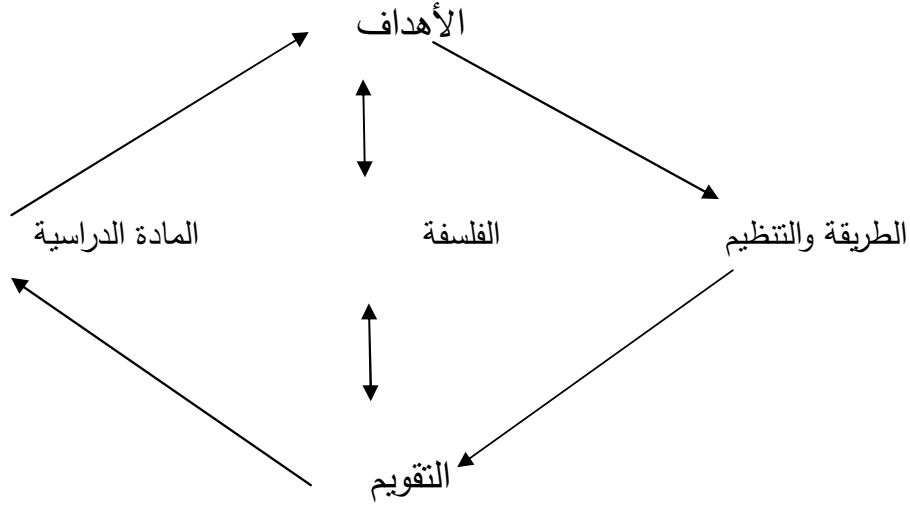 الأهداف
الطريقة والتنظيم
الفلسفة
المادة الدراسية
التقويم